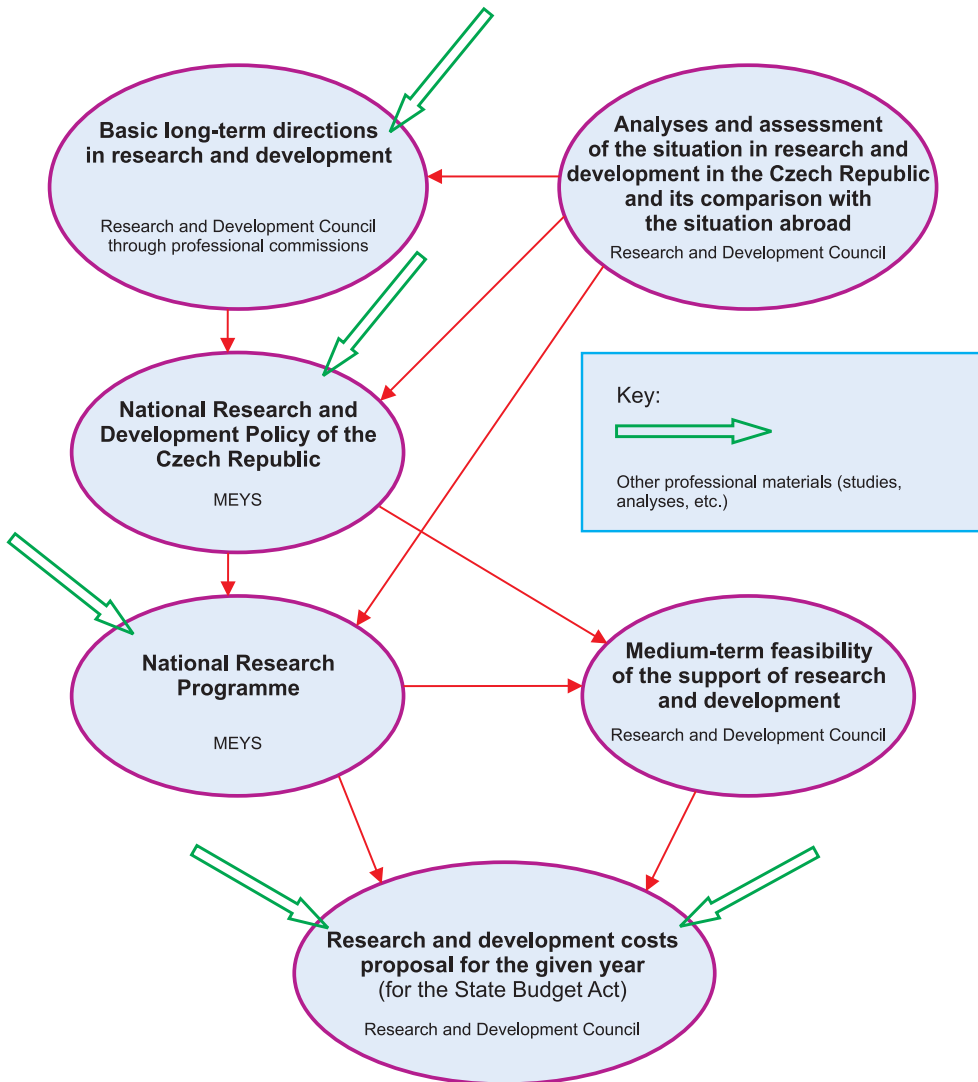 Basic long-term directions
in research and development
Research and Development Council
through professional commissions
Analyses and assessment
of the situation in research and
development in the Czech Republic
and its comparison with
the situation abroad
Research and Development Council
National Research and
Development Policy of the
Czech Republic
MEYS
Key:
Other professional materials (studies,
analyses, etc.)
National Research
Programme
MEYS
Medium-term feasibility
of the support of research
and development
Research and Development Council
Research and development costs
proposal for the given year
(for the State Budget Act)
Research and Development Council